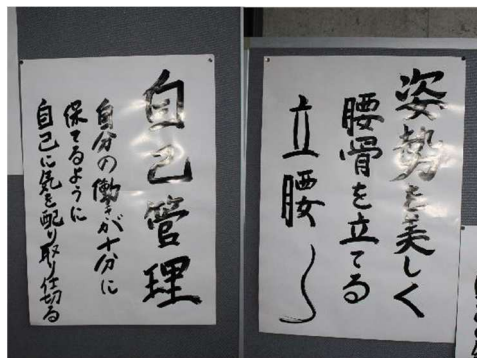 自己管理
自分の働きが十分に
保てるように
自己に気を配り取り仕切る
姿勢を美しく
腰骨を立てる
立腰